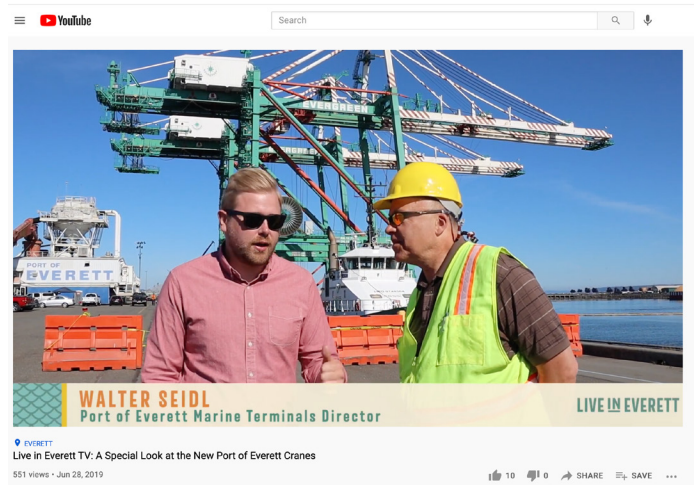 YouTube
Search
EVERGREEN
PORT OF
EVERETT
WALTER SEIDL
Port of Everett Marine Terminals Director
LIVE IN EVERETT
EVERETT
Live in Everett TV: A Special Look at the New Port of Everett Cranes
551 views • Jun 28, 2019
10
0
SHARE
SAVE